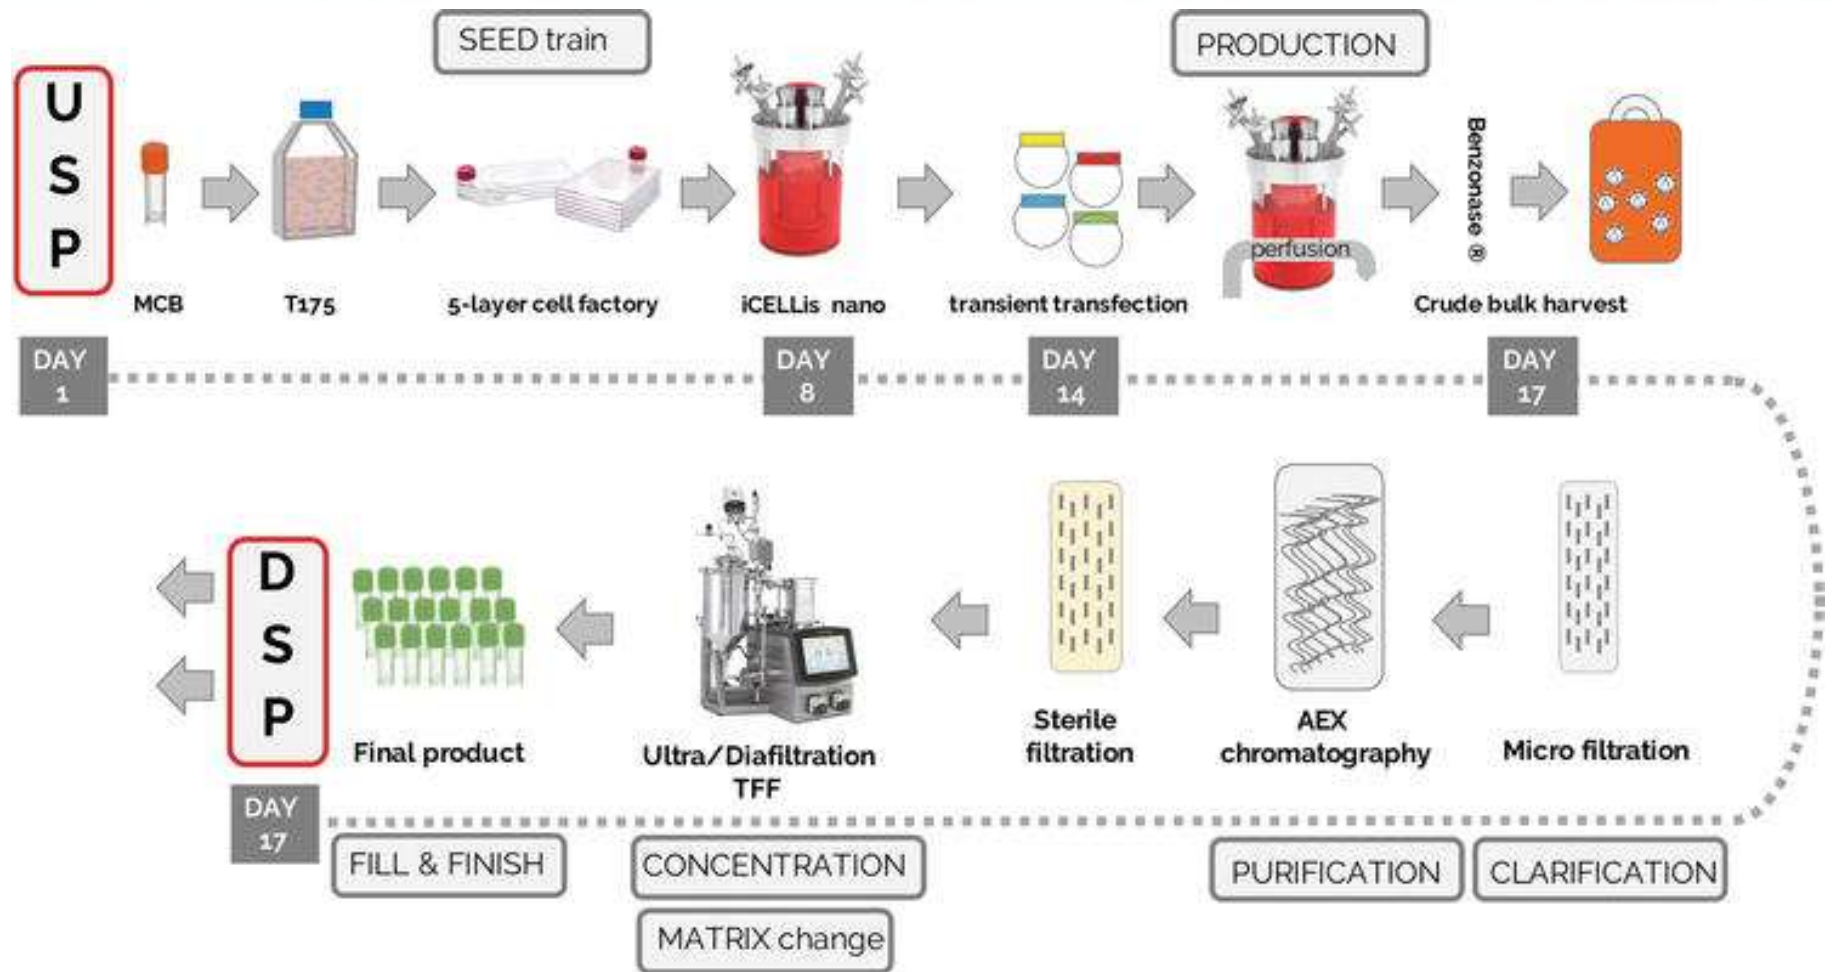 SEED train
PRODUCTION
U
S
P
Benzonase ®
perfusion
MCB
T175
5-layer cell factory
iCELLis nano
transient transfection
Crude bulk harvest
DAY
1
DAY
8
DAY
14
DAY
17
D
S
P
Final product
Ultra/Diafiltration
TFF
Sterile
filtration
AEX
chromatography
Micro filtration
DAY
17
FILL & FINISH
CONCENTRATION
PURIFICATION
CLARIFICATION
MATRIX change